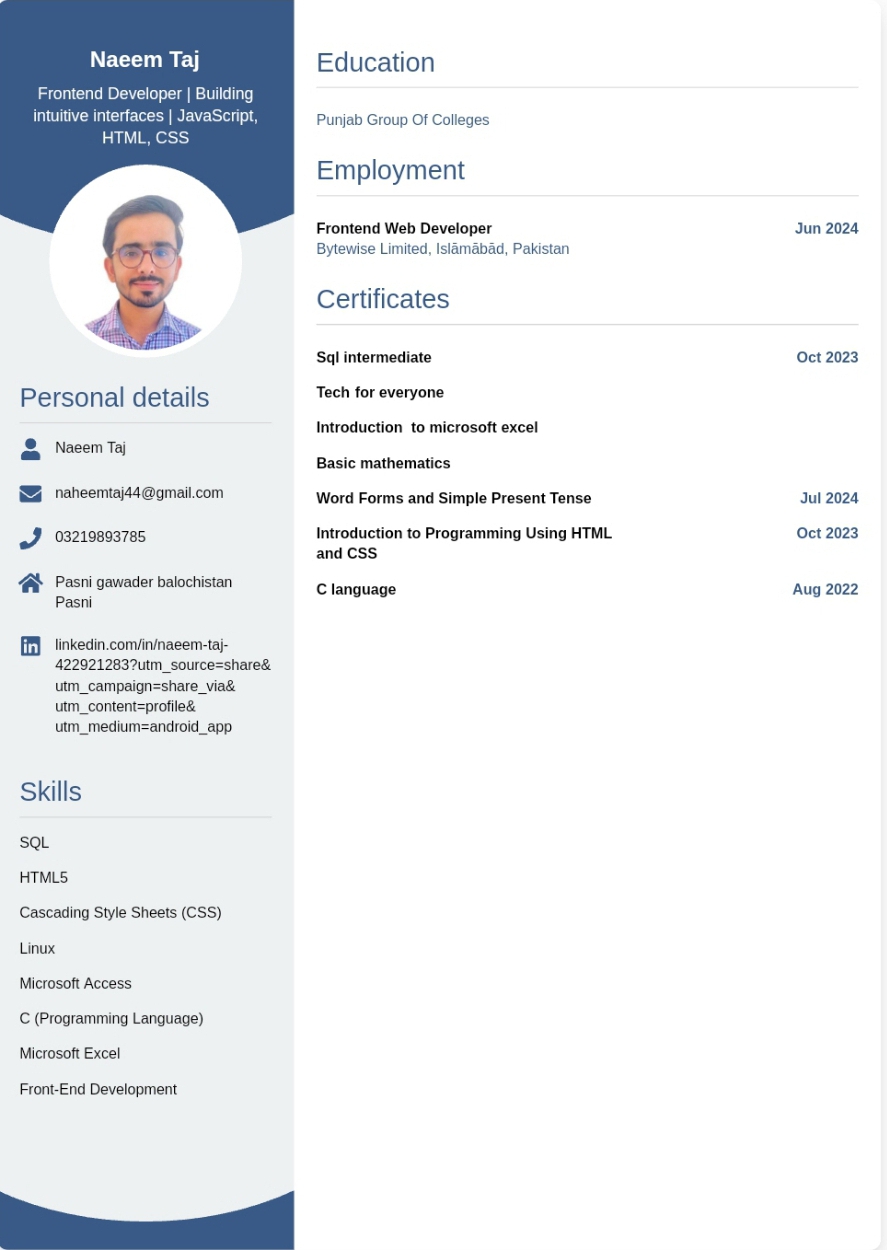 Naeem Taj
Frontend Developer | Building
intuitive interfaces | JavaScript,
HTML, CSS
Personal details
Naeem Taj
naheemtaj44@gmail.com
03219893785
Pasni gawader balochistan
Pasni
linkedin.com/in/naeem-taj-
422921283?utm_source=share&
utm_campaign=share_via&
utm_content=profile&
utm_medium=android_app
Skills
SQL
HTML5
Cascading Style Sheets (CSS)
Linux
Microsoft Access
C (Programming Language)
Microsoft Excel
Front-End Development
Education
Punjab Group Of Colleges
Employment
Frontend Web Developer Jun 2024
Bytewise Limited, Islāmābād, Pakistan
Certificates
Sql intermediate Oct 2023
Tech for everyone
Introduction  to microsoft excel
Basic mathematics
Word Forms and Simple Present Tense Jul 2024
Introduction to Programming Using HTML Oct 2023
and CSS
C language Aug 2022